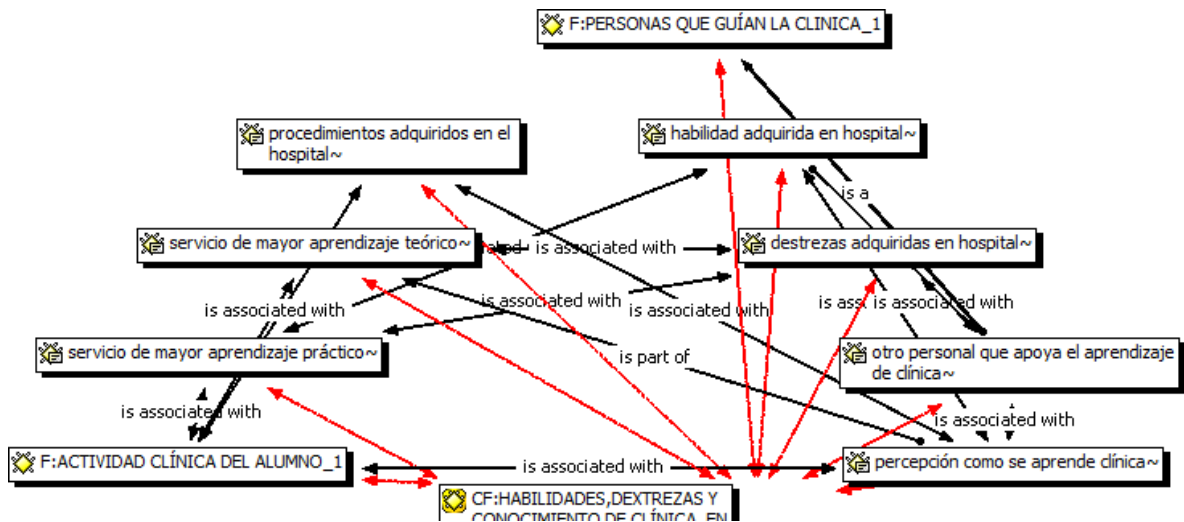 F:PERSONAS QUE GUÍAN LA CLINICA_1
procedimientos adquiridos en el
hospital~
habilidad adquirida en hospital~
is a
servicio de mayor aprendizaje teórico~
is associated with
destrezas adquiridas en hospital~
is associated with
is associated with
is associated with
is associated with
is associated with
servicio de mayor aprendizaje práctico~
is part of
otro personal que apoya el aprendizaje
de clínica~
is associated with
is associated with
F:ACTIVIDAD CLÍNICA DEL ALUMNO_1
is associated with
percepción como se aprende clínica~
CF:HABILIDADES,DEXTREZAS Y
CONOCIMIENTO DE CLÍNICA EN